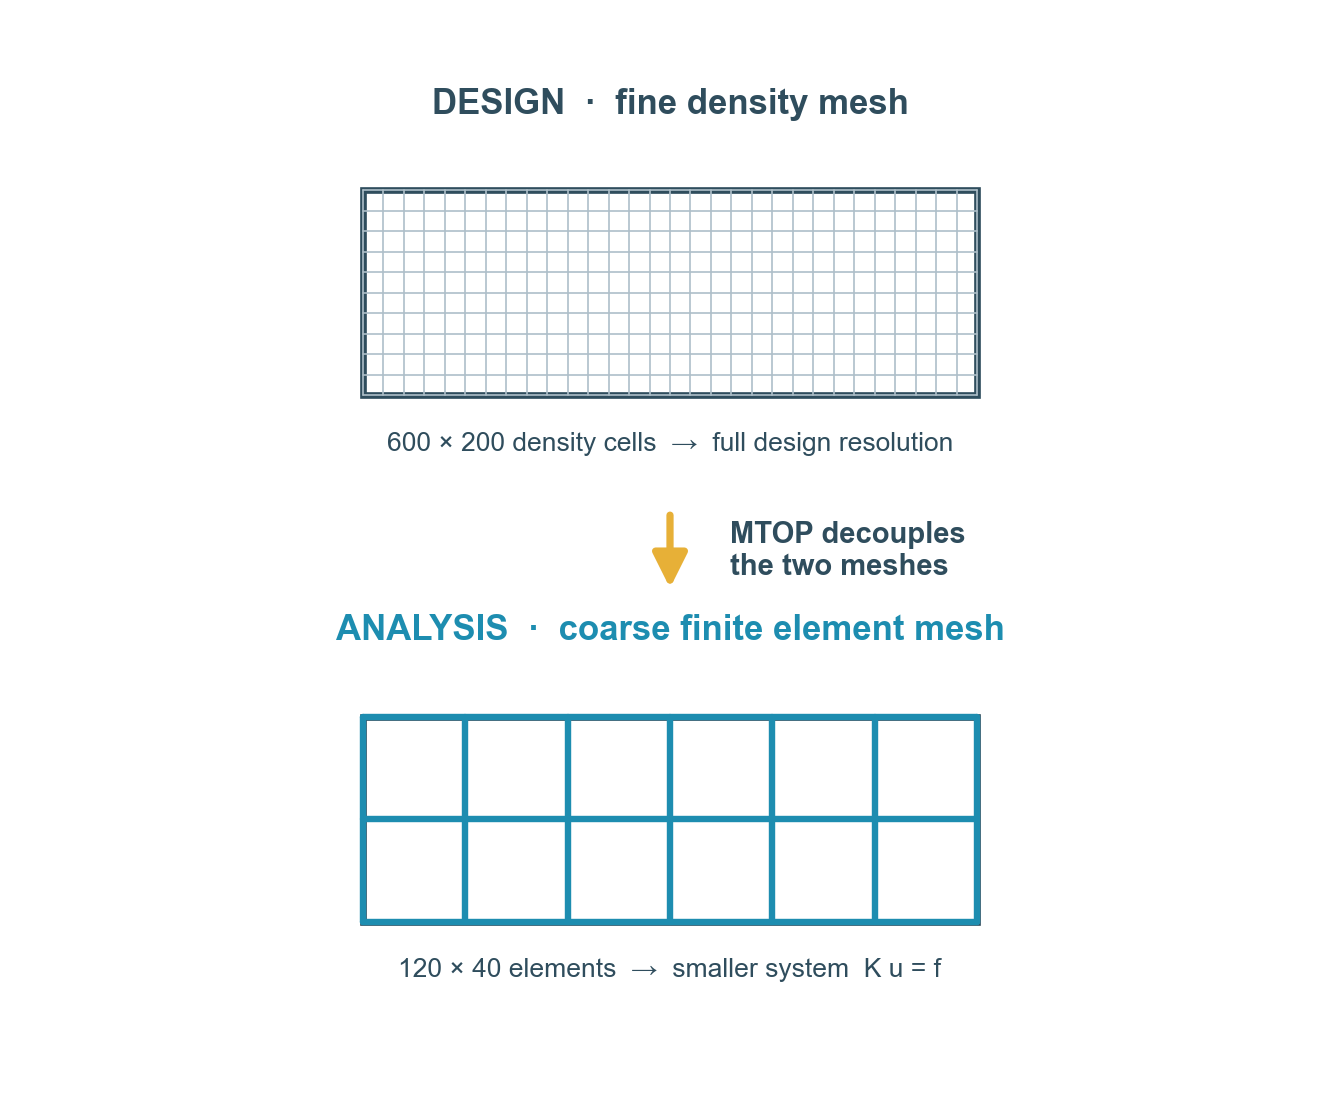 DESIGN · fine density mesh
600 × 200 density cells → full design resolution
MTOP decouples
the two meshes
ANALYSIS · coarse finite element mesh
120 × 40 elements → smaller system K u = f